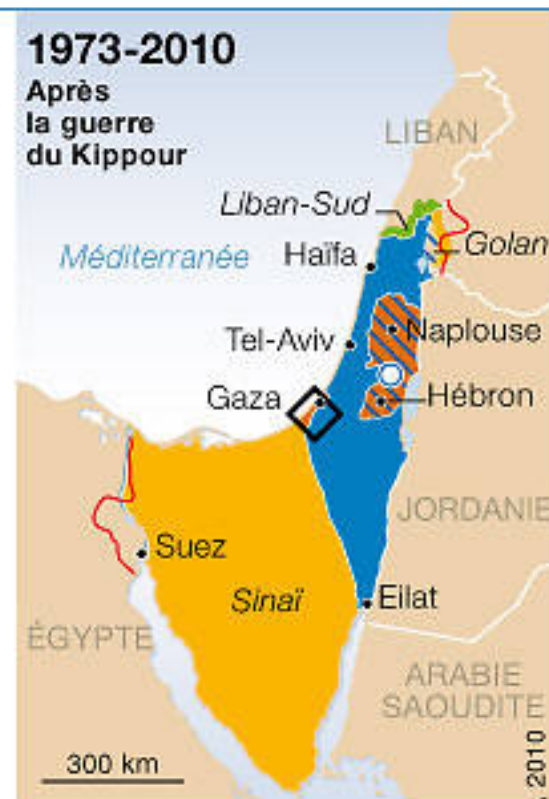 1973-2010
Après
la guerre
du Kippour
LIBAN
Liban-Sud
Méditerranée
Haïfa
Golan
Tel-Aviv
Naplouse
Gaza
Hébron
JORDANIE
Suez
Sinaï
Eilat
ÉGYPTE
ARABIE
SAOUDITE
300 km
, 2010